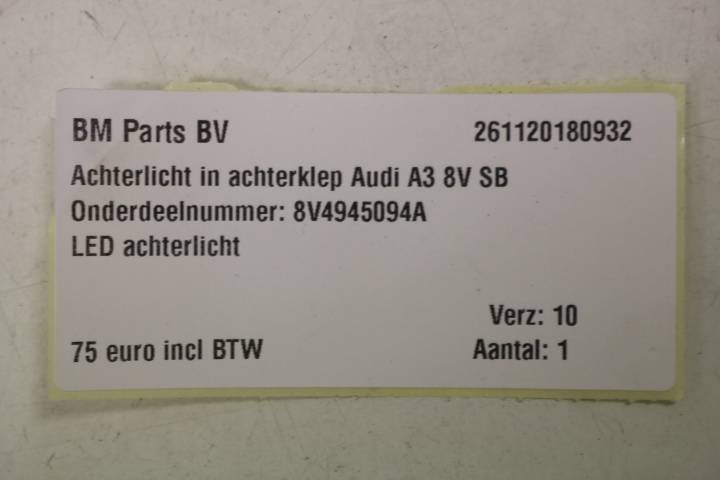 BM Parts BV 261120180932
Achterlicht in achterklep Audi A3 8V SB
Onderdeelnummer: 8V4945094A
LED achterlicht
Verz: 10
75 euro incl BTW Aantal: 1